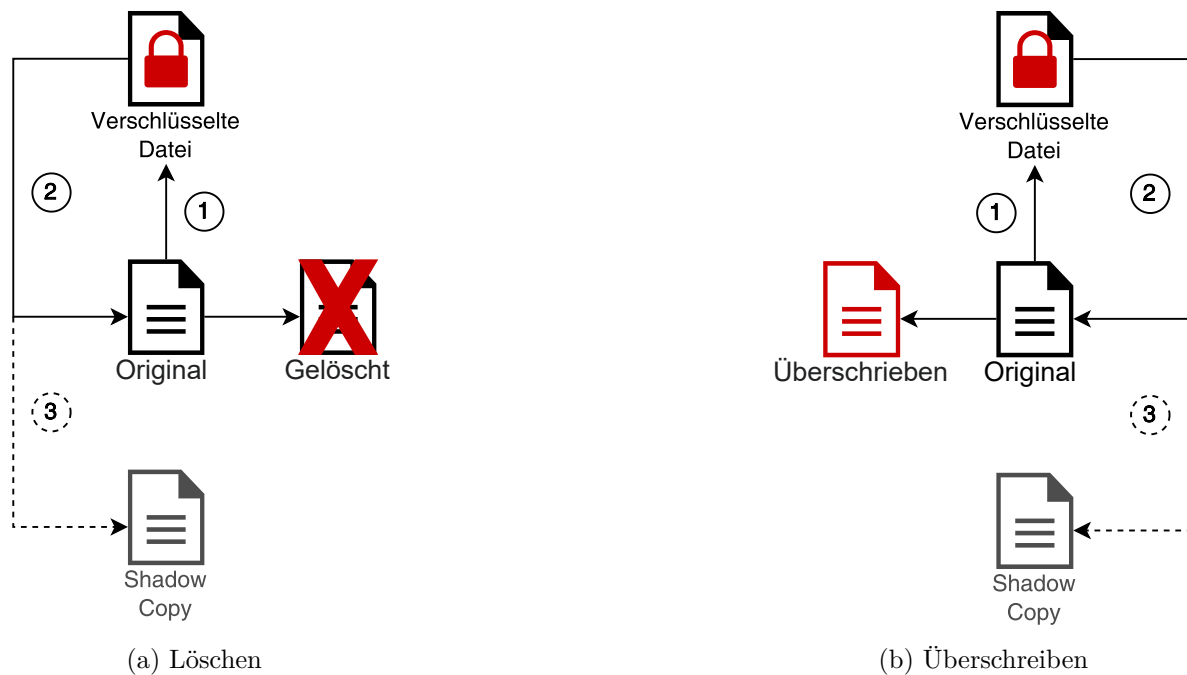 Verschlüsselte
Datei
2
1
Original
Gelöscht
3
Shadow
Copy
(a) Löschen
Verschlüsselte
Datei
2
1
Überschrieben
Original
3
Shadow
Copy
(b) Überschreiben